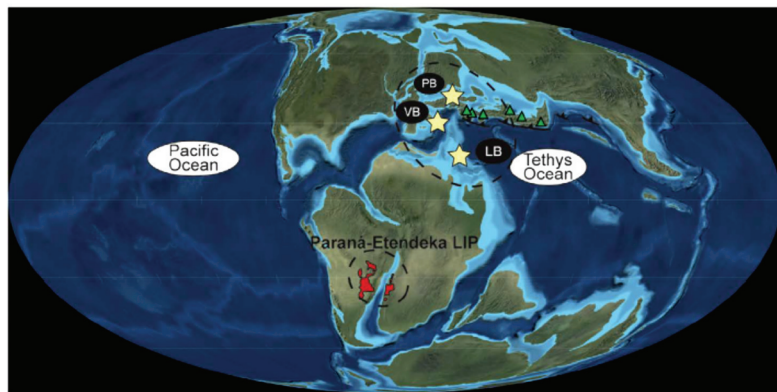 PB
VB
LB
Pacific
Ocean
Tethys
Ocean
Paraná-Etendeka LIP